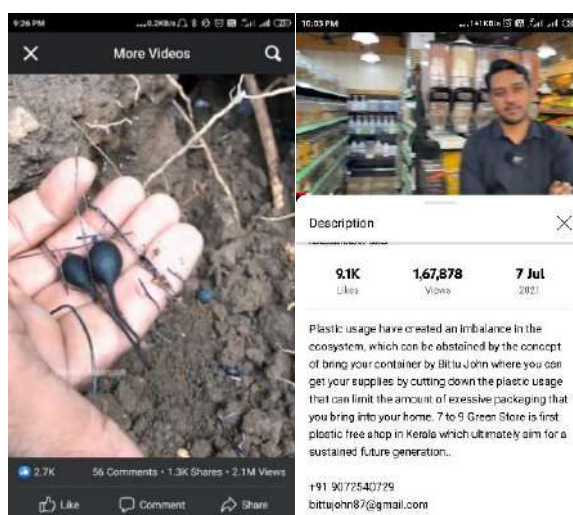 9:26 PM
0.2KB/s
More Videos
2.7K
56 Comments • 1.3K Shares • 2.1M Views
Like
Comment
Share
10:03 PM
141KB/s
Description
9.1K
1,67,878
7 Jul
Likes
Views
2021
Plastic usage have created an imbalance in the
ecosystem, which can be abstained by the concept
of bring your container by Bittu John where you can
get your supplies by cutting down the plastic usage
that can limit the amount of exessive packaging that
you bring into your home. 7 to 9 Green Store is first
plastic free shop in Kerala which ultimately aim for a
sustained future generation..
+91 9072540729
bittujohn87@gmail.com